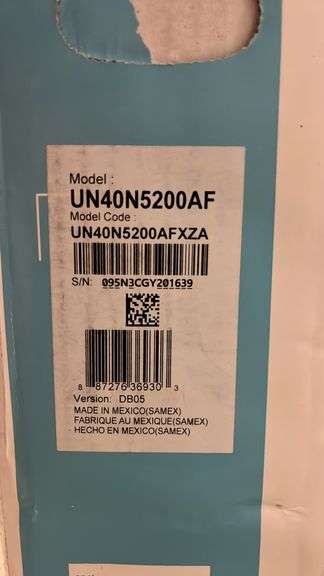 Model :
UN40N5200AF
Model Code :
UN40N5200AFXZA
S/N: 095N3CGY201639
8 87276 36930 3
Version: DB05
MADE IN MEXICO(SAMEX)
FABRIQUE AU MEXIQUE(SAMEX)
HECHO EN MEXICO(SAMEX)